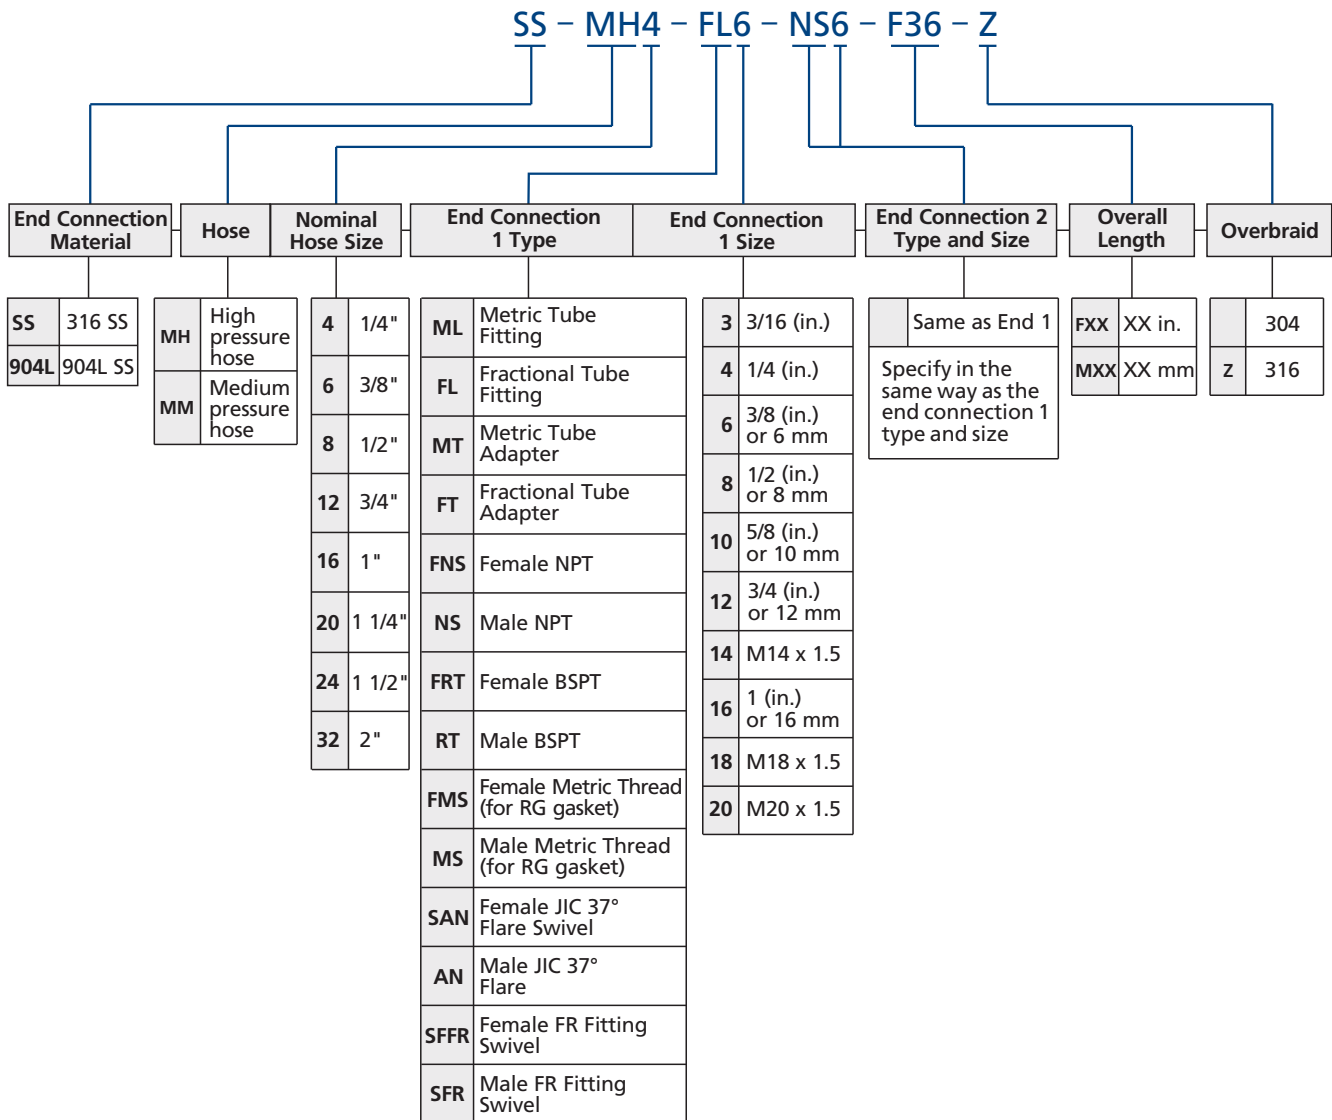 SS – MH4 – FL6 – NS6 – F36 – Z
End Connection
Material
Hose
Nominal
Hose Size
End Connection
1 Type
End Connection
1 Size
End Connection 2
Type and Size
Overall
Length
Overbraid
SS 316 SS
904L 904L SS
MH High
pressure
hose
MM Medium
pressure
hose
4 1/4"
6 3/8"
8 1/2"
12 3/4"
16 1"
20 1 1/4"
24 1 1/2"
32 2"
ML Metric Tube
Fitting
FL Fractional Tube
Fitting
MT Metric Tube
Adapter
FT Fractional Tube
Adapter
FNS Female NPT
NS Male NPT
FRT Female BSPT
RT Male BSPT
FMS Female Metric Thread
(for RG gasket)
MS Male Metric Thread
(for RG gasket)
SAN Female JIC 37°
Flare Swivel
AN Male JIC 37°
Flare
SFFR Female FR Fitting
Swivel
SFR Male FR Fitting
Swivel
3 3/16 (in.)
4 1/4 (in.)
6 3/8 (in.)
or 6 mm
8 1/2 (in.)
or 8 mm
10 5/8 (in.)
or 10 mm
12 3/4 (in.)
or 12 mm
14 M14 x 1.5
16 1 (in.)
or 16 mm
18 M18 x 1.5
20 M20 x 1.5
Same as End 1
Specify in the
same way as the
end connection 1
type and size
FXX XX in.
MXX XX mm
304
Z 316